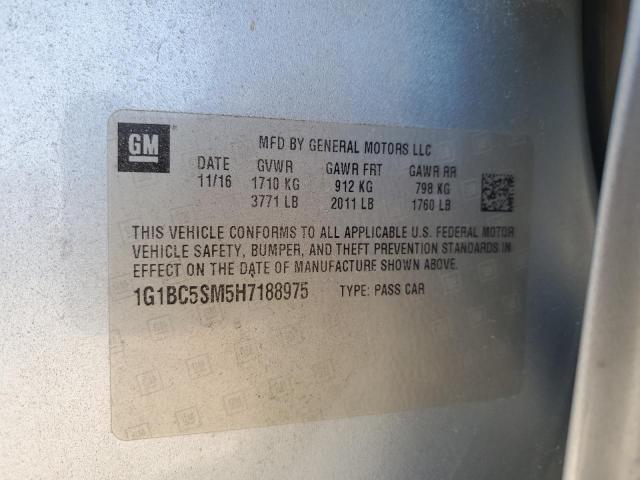 GM
MFD BY GENERAL MOTORS LLC
DATE GVWR GAWR FRT GAWR RR
11/16 1710 KG 912 KG 798 KG
3771 LB 2011 LB 1760 LB
THIS VEHICLE CONFORMS TO ALL APPLICABLE U.S. FEDERAL MOTOR
VEHICLE SAFETY, BUMPER, AND THEFT PREVENTION STANDARDS IN
EFFECT ON THE DATE OF MANUFACTURE SHOWN ABOVE.
1G1BC5SM5H7188975 TYPE: PASS CAR